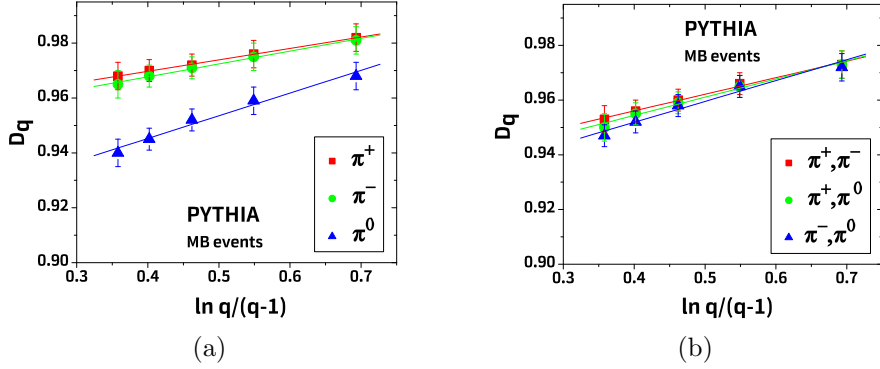 0.98
0.96
0.94
0.92
0.90
Dq
π+
π−
π0
PYTHIA
MB events
0.3 0.4 0.5 0.6 0.7
ln q/(q-1)
(a)
0.98
0.96
0.94
0.92
0.90
Dq
PYTHIA
MB events
π+,π−
π+,π0
π−,π0
0.3 0.4 0.5 0.6 0.7
ln q/(q-1)
(b)